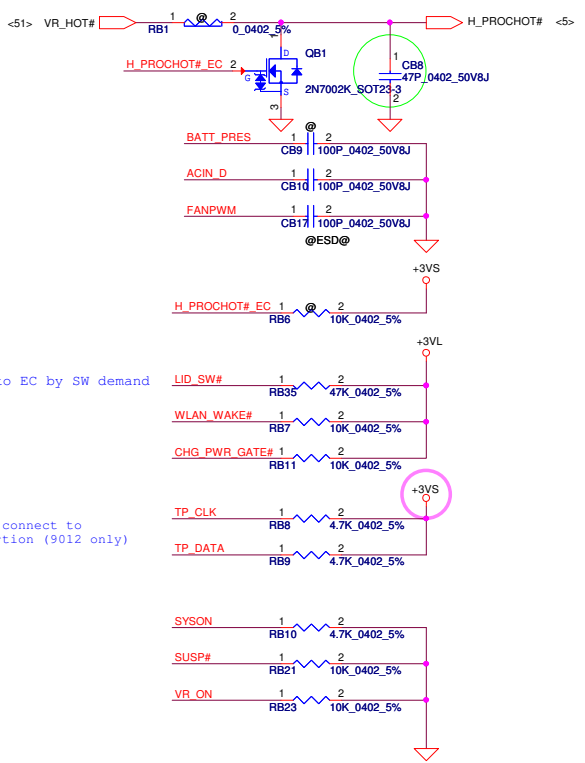 <51> VR_HOT# 1 @ 2 H_PROCHOT# <5>
RB1 0_0402_5%
1
D
QB1
H_PROCHOT#_EC 2
G
S
2N7002K_SOT23-3
3
1
CB8
47P_0402_50V8J
2
BATT_PRES 1 @ 2
CB9 100P_0402_50V8J
ACIN_D 1 2
CB10 100P_0402_50V8J
FANPWM 1 2
CB17 100P_0402_50V8J
@ESD@
+3VS
H_PROCHOT#_EC 1 @ 2
RB6 10K_0402_5%
+3VL
to EC by SW demand
LID_SW# 1 2
RB35 47K_0402_5%
WLAN_WAKE# 1 2
RB7 10K_0402_5%
CHG_PWR_GATE# 1 2
RB11 10K_0402_5%
+3VS
connect to
rtion (9012 only)
TP_CLK 1 2
RB8 4.7K_0402_5%
TP_DATA 1 2
RB9 4.7K_0402_5%
SYSON 1 2
RB10 4.7K_0402_5%
SUSP# 1 2
RB21 10K_0402_5%
VR_ON 1 2
RB23 10K_0402_5%